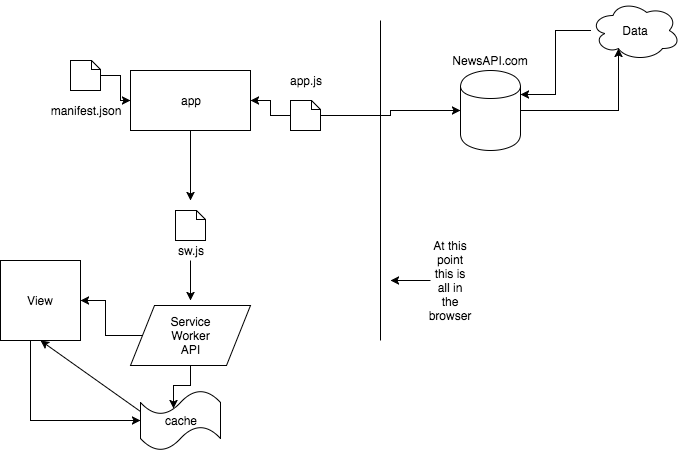 Data
NewsAPI.com
app.js
manifest.json
app
sw.js
At this
point
this is
all in
the
browser
View
Service
Worker
API
cache